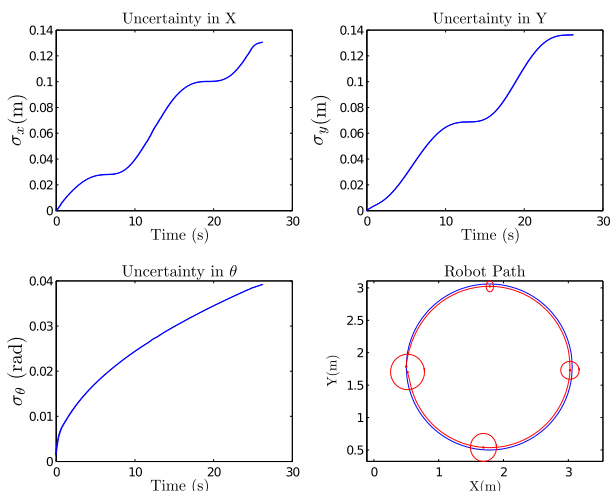 Uncertainty in X
0.14
0.12
0.1
0.08
0.06
0.04
0.02
0
σx(m)
0 10 20 30
Time (s)
Uncertainty in Y
0.14
0.12
0.1
0.08
0.06
0.04
0.02
0
σy(m)
0 10 20 30
Time (s)
Uncertainty in θ
0.04
0.03
0.02
0.01
0
σθ (rad)
0 10 20 30
Time (s)
Robot Path
3
2.5
2
1.5
1
0.5
Y(m)
0 1 2 3
X(m)